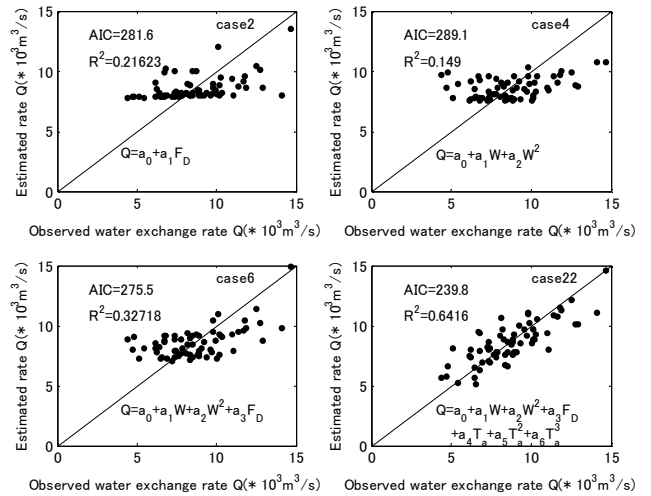 case2
AIC=281.6
R²=0.21623
Q=a₀+a₁F_D
15
10
5
0
0 5 10 15
Estimated rate Q(* 10³m³/s)
Observed water exchange rate Q(* 10³m³/s)
case4
AIC=289.1
R²=0.149
Q=a₀+a₁W+a₂W²
15
10
5
0
0 5 10 15
Estimated rate Q(* 10³m³/s)
Observed water exchange rate Q(* 10³m³/s)
case6
AIC=275.5
R²=0.32718
Q=a₀+a₁W+a₂W²+a₃F_D
15
10
5
0
0 5 10 15
Estimated rate Q(* 10³m³/s)
Observed water exchange rate Q(* 10³m³/s)
case22
AIC=239.8
R²=0.6416
Q=a₀+a₁W+a₂W²+a₃F_D
+a₄Tₐ+a₅Tₐ²+a₆Tₐ³
15
10
5
0
0 5 10 15
Estimated rate Q(* 10³m³/s)
Observed water exchange rate Q(* 10³m³/s)